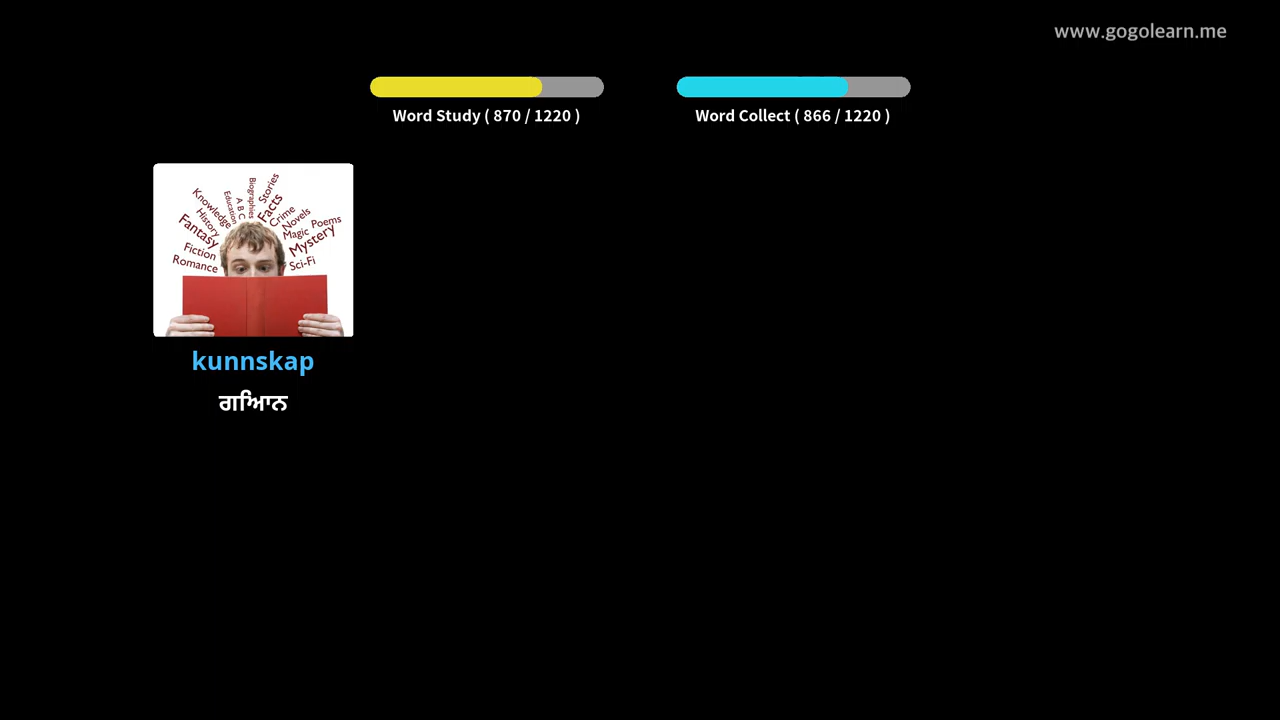 www.gogolearn.me
Word Study ( 870 / 1220 )
Word Collect ( 866 / 1220 )
Knowledge
History
Fantasy
Fiction
Romance
Education
A B C
Biographies
Stories
Facts
Crime
Novels
Magic
Poems
Mystery
Sci-Fi
kunnskap
ਗਿਆਨ